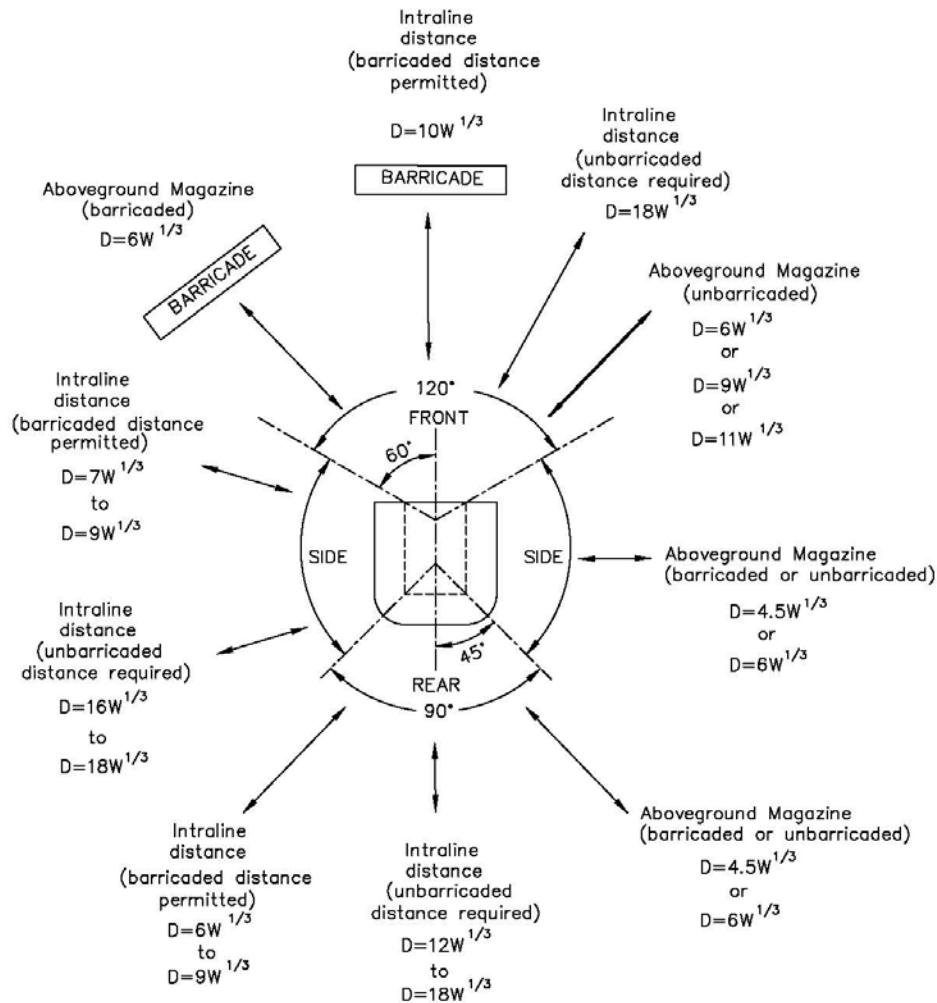 Intraline
distance
(barricaded distance
permitted)
D=10W 1/3
BARRICADE
Intraline
distance
(unbarricaded
distance required)
D=18W 1/3
Aboveground Magazine
(barricaded)
D=6W 1/3
BARRICADE
Aboveground Magazine
(unbarricaded)
D=6W 1/3
or
D=9W 1/3
or
D=11W 1/3
Intraline
distance
(barricaded distance
permitted)
D=7W 1/3
to
D=9W 1/3
120°
FRONT
60°
SIDE
SIDE
45°
REAR
90°
Aboveground Magazine
(barricaded or unbarricaded)
D=4.5W 1/3
or
D=6W 1/3
Intraline
distance
(unbarricaded
distance required)
D=16W 1/3
to
D=18W 1/3
Intraline
distance
(barricaded distance
permitted)
D=6W 1/3
to
D=9W 1/3
Intraline
distance
(unbarricaded
distance required)
D=12W 1/3
to
D=18W 1/3
Aboveground Magazine
(barricaded or unbarricaded)
D=4.5W 1/3
or
D=6W 1/3